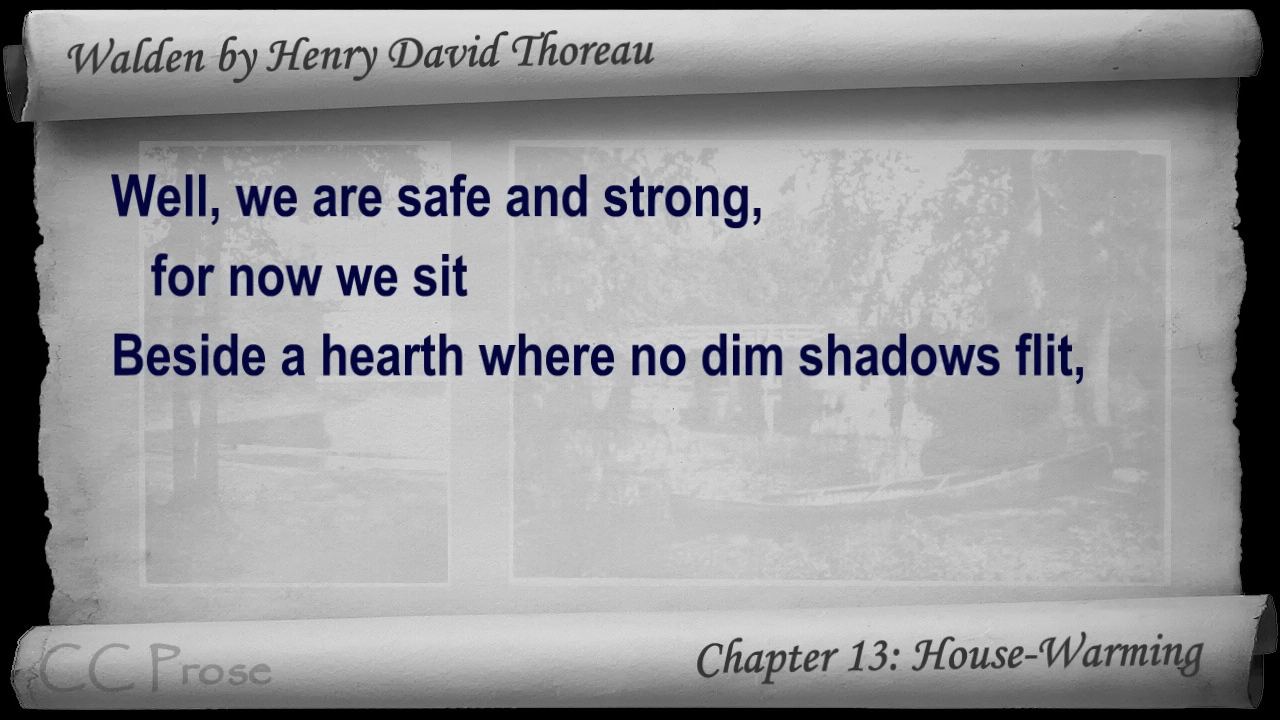 Walden by Henry David Thoreau
Well, we are safe and strong,
for now we sit
Beside a hearth where no dim shadows flit,
CC Prose
Chapter 13: House-Warming